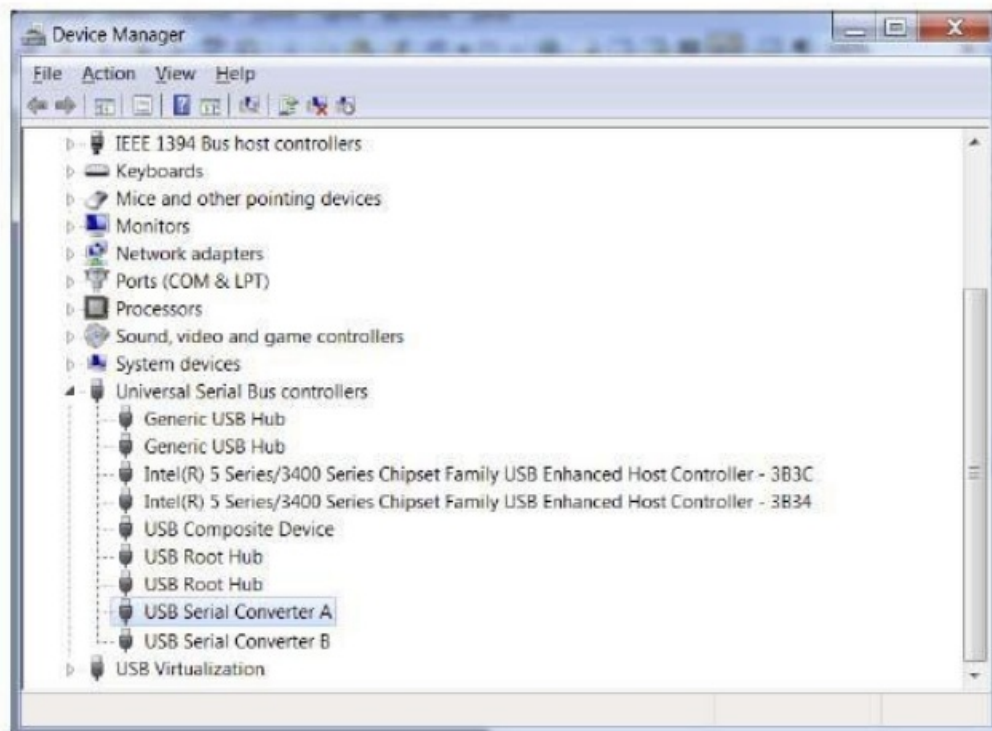 Device Manager
File Action View Help
IEEE 1394 Bus host controllers
Keyboards
Mice and other pointing devices
Monitors
Network adapters
Ports (COM & LPT)
Processors
Sound, video and game controllers
System devices
Universal Serial Bus controllers
Generic USB Hub
Generic USB Hub
Intel(R) 5 Series/3400 Series Chipset Family USB Enhanced Host Controller - 3B3C
Intel(R) 5 Series/3400 Series Chipset Family USB Enhanced Host Controller - 3B34
USB Composite Device
USB Root Hub
USB Root Hub
USB Serial Converter A
USB Serial Converter B
USB Virtualization